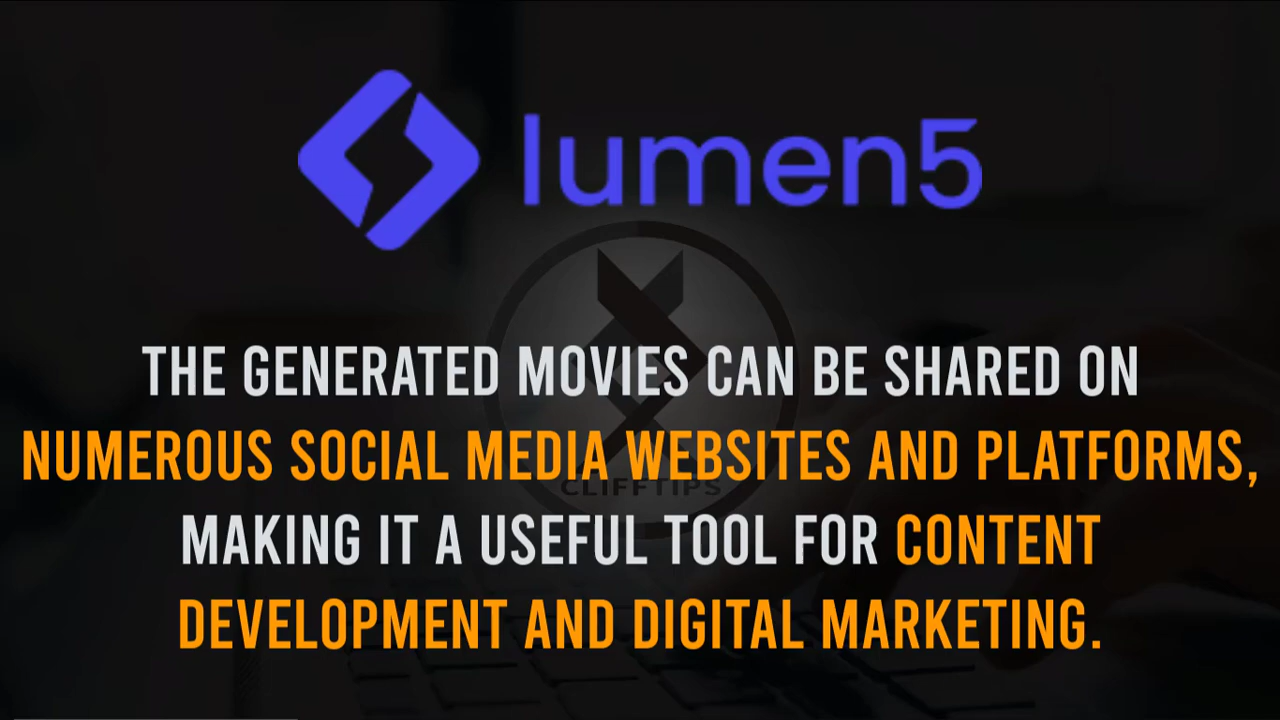 lumen5
THE GENERATED MOVIES CAN BE SHARED ON
NUMEROUS SOCIAL MEDIA WEBSITES AND PLATFORMS,
CLIFFTIPS
MAKING IT A USEFUL TOOL FOR CONTENT
DEVELOPMENT AND DIGITAL MARKETING.